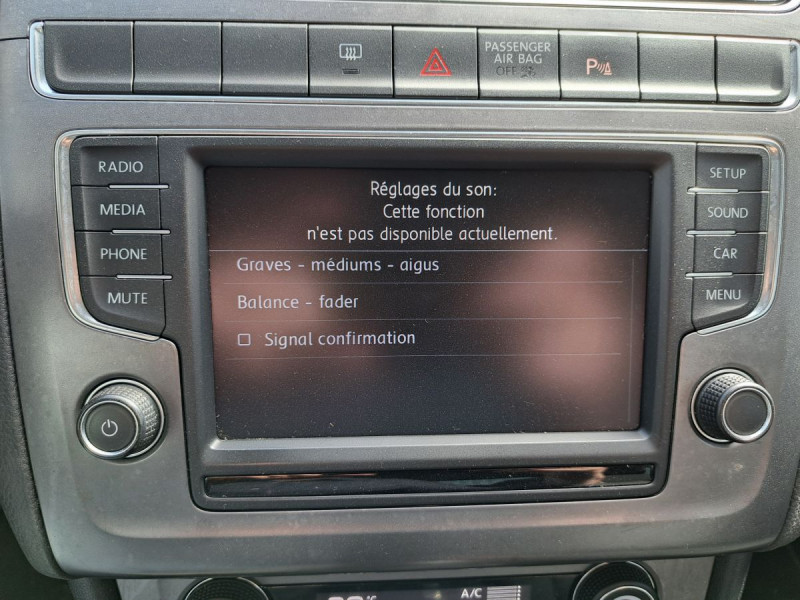 PASSENGER
AIR BAG
OFF
P
RADIO
MEDIA
PHONE
MUTE
Réglages du son:
Cette fonction
n'est pas disponible actuellement.
Graves - médiums - aigus
Balance - fader
Signal confirmation
SETUP
SOUND
CAR
MENU
A/C